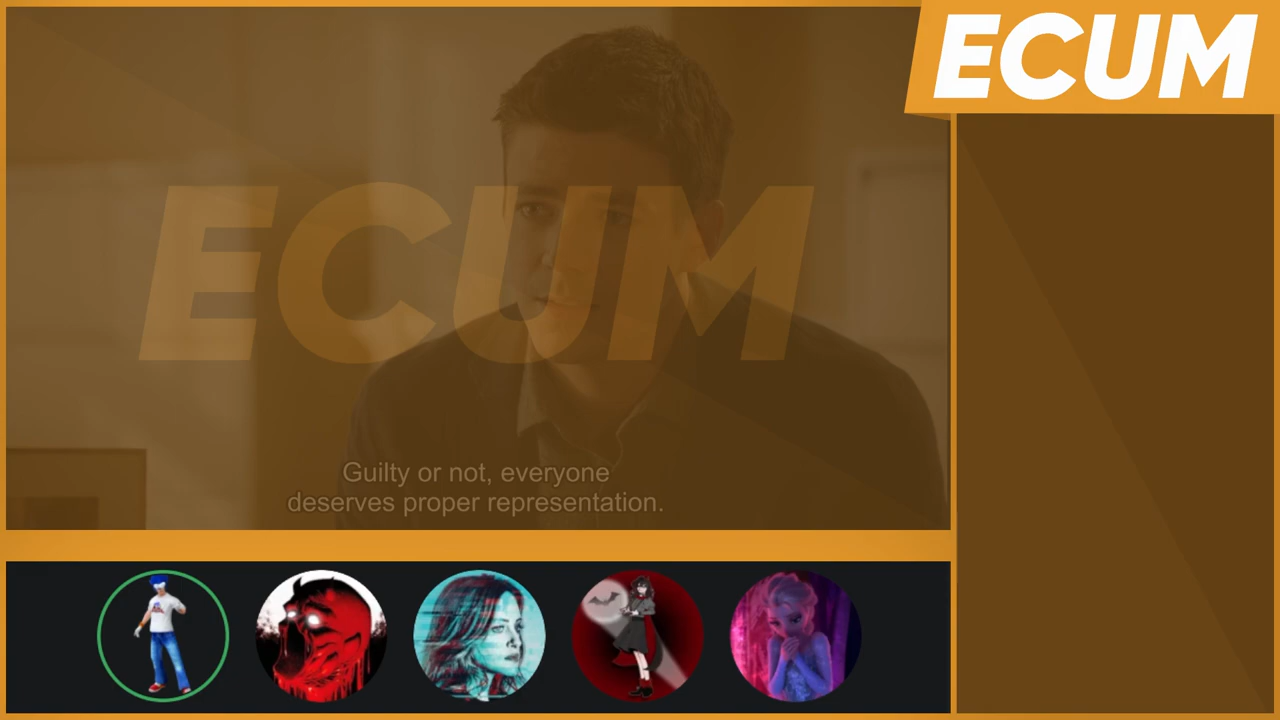 ECUM
ECUM
Guilty or not, everyone
deserves proper representation.